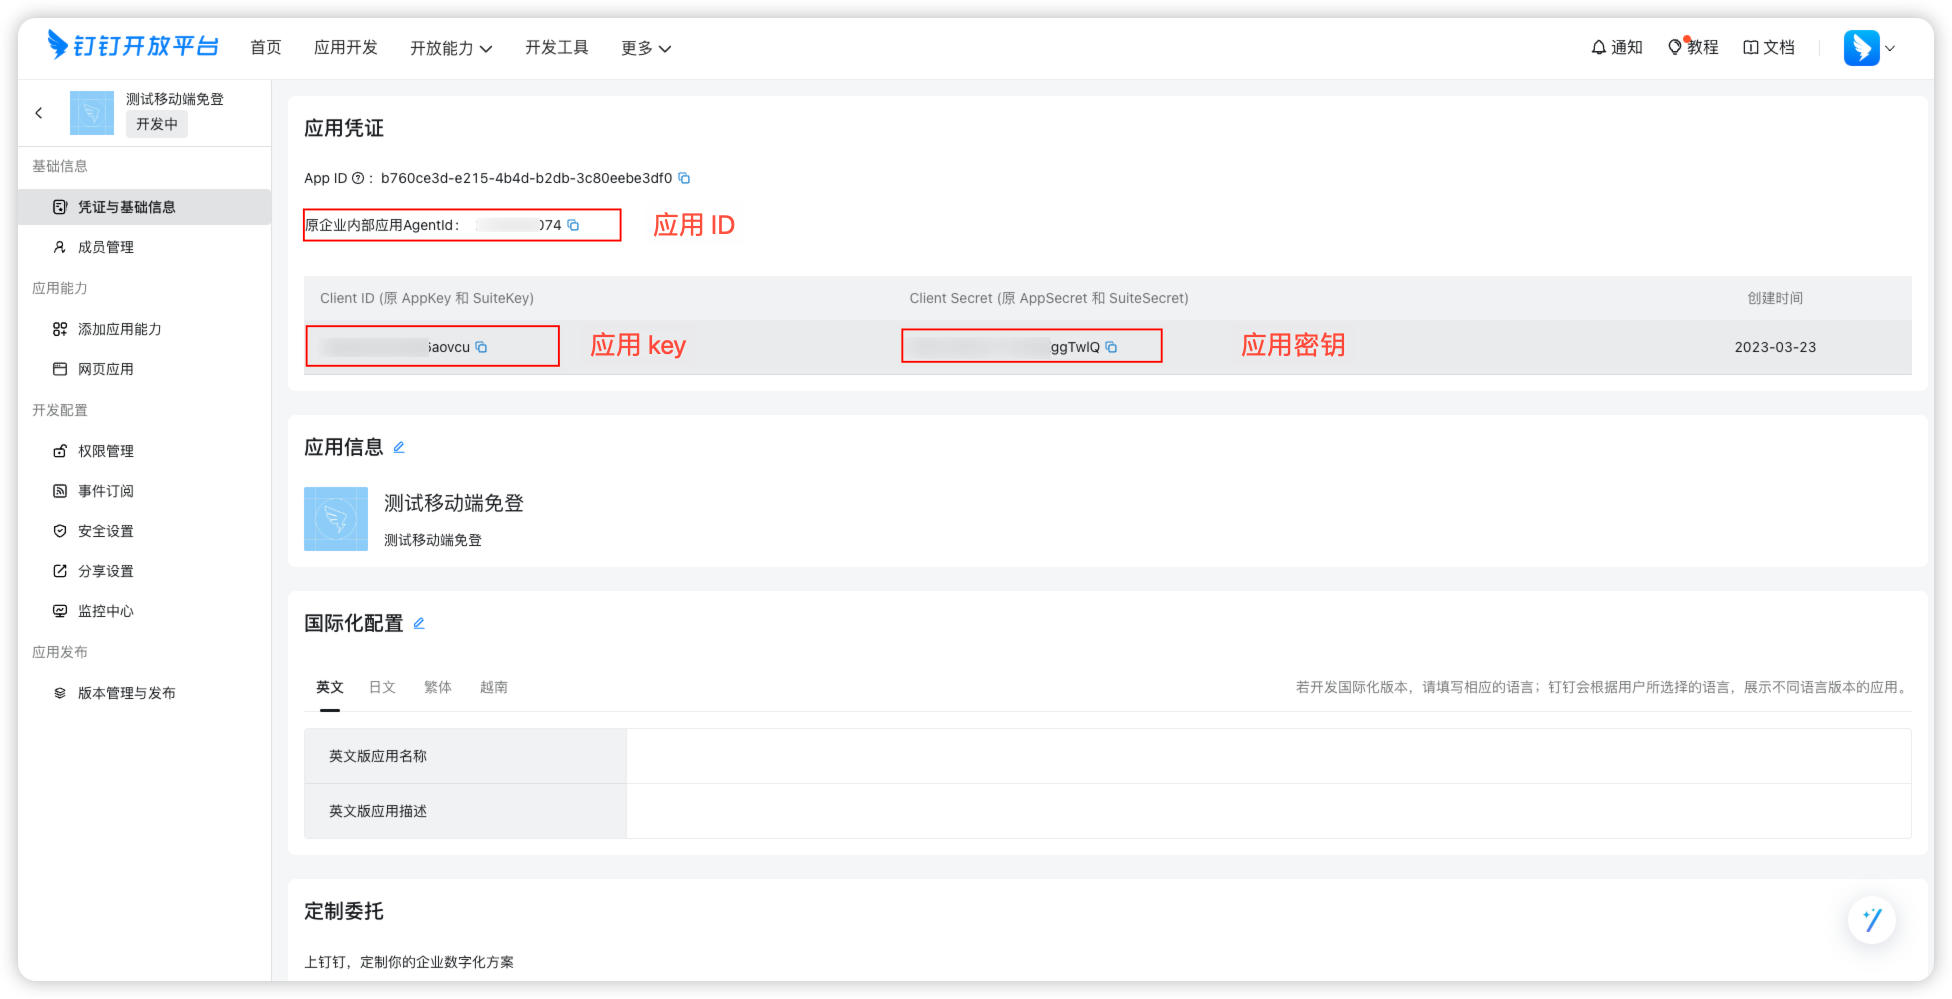 钉钉开放平台 首页 应用开发 开放能力 开发工具 更多 通知 教程 文档
测试移动端免登
开发中
基础信息
凭证与基础信息
成员管理
应用能力
添加应用能力
网页应用
开发配置
权限管理
事件订阅
安全设置
分享设置
监控中心
应用发布
版本管理与发布
应用凭证
App ID : b760ce3d-e215-4b4d-b2db-3c80eebe3df0
原企业内部应用AgentId： 074 应用 ID
Client ID (原 AppKey 和 SuiteKey) Client Secret (原 AppSecret 和 SuiteSecret) 创建时间
aovcu 应用 key ggTwIQ 应用密钥 2023-03-23
应用信息
测试移动端免登
测试移动端免登
国际化配置
英文 日文 繁体 越南 若开发国际化版本，请填写相应的语言；钉钉会根据用户所选择的语言，展示不同语言版本的应用。
英文版应用名称
英文版应用描述
定制委托
上钉钉，定制你的企业数字化方案